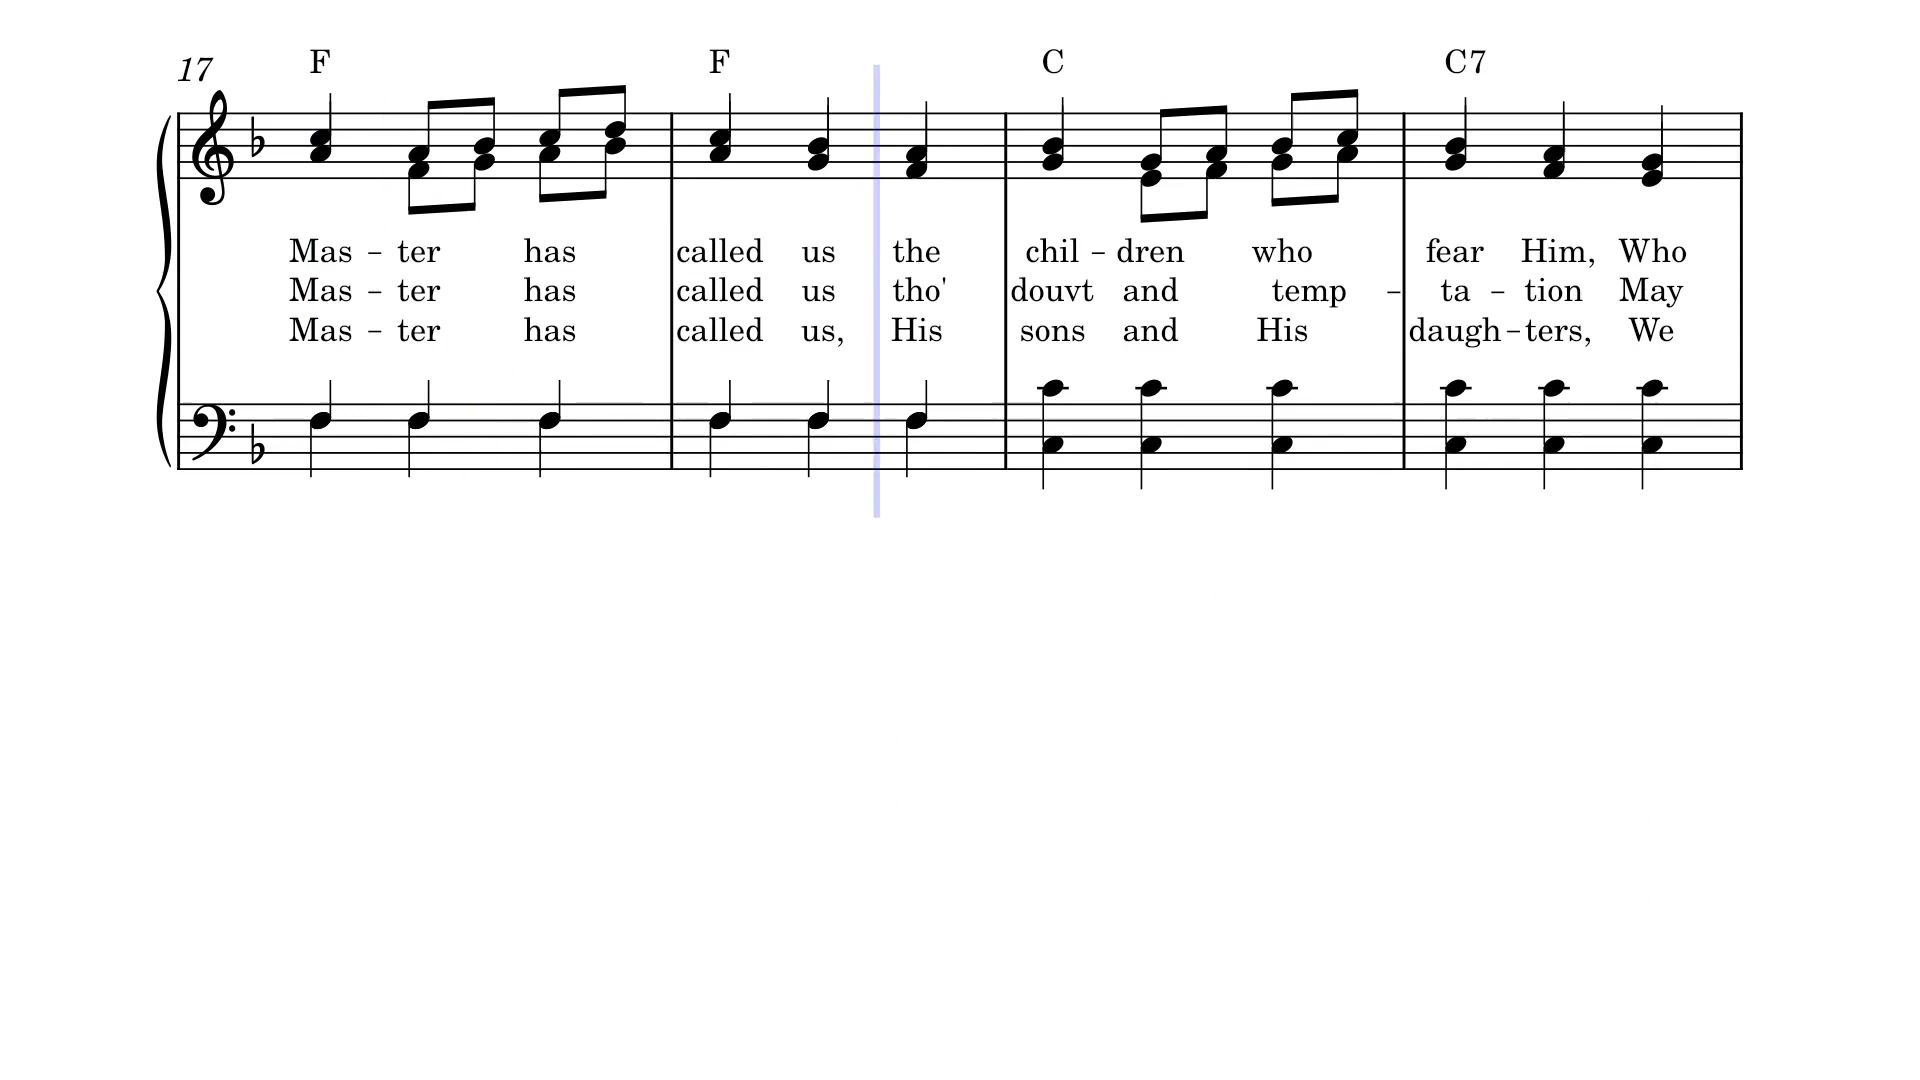 17 F F C C7
Mas – ter has called us the chil – dren who fear Him, Who
Mas – ter has called us tho' douvt and temp – ta – tion May
Mas – ter has called us, His sons and His daugh – ters, We